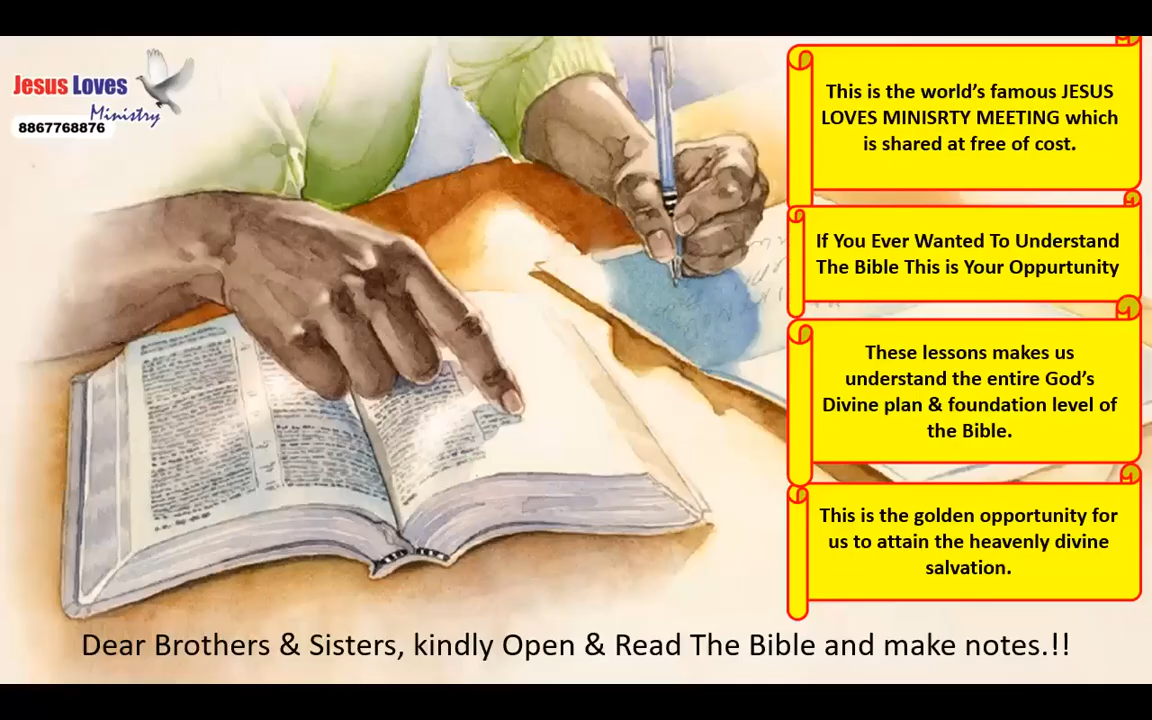 Jesus Loves
Ministry
8867768876
This is the world's famous JESUS
LOVES MINISRTY MEETING which
is shared at free of cost.
If You Ever Wanted To Understand
The Bible This is Your Oppurtunity
These lessons makes us
understand the entire God's
Divine plan & foundation level of
the Bible.
This is the golden opportunity for
us to attain the heavenly divine
salvation.
Dear Brothers & Sisters, kindly Open & Read The Bible and make notes.!!